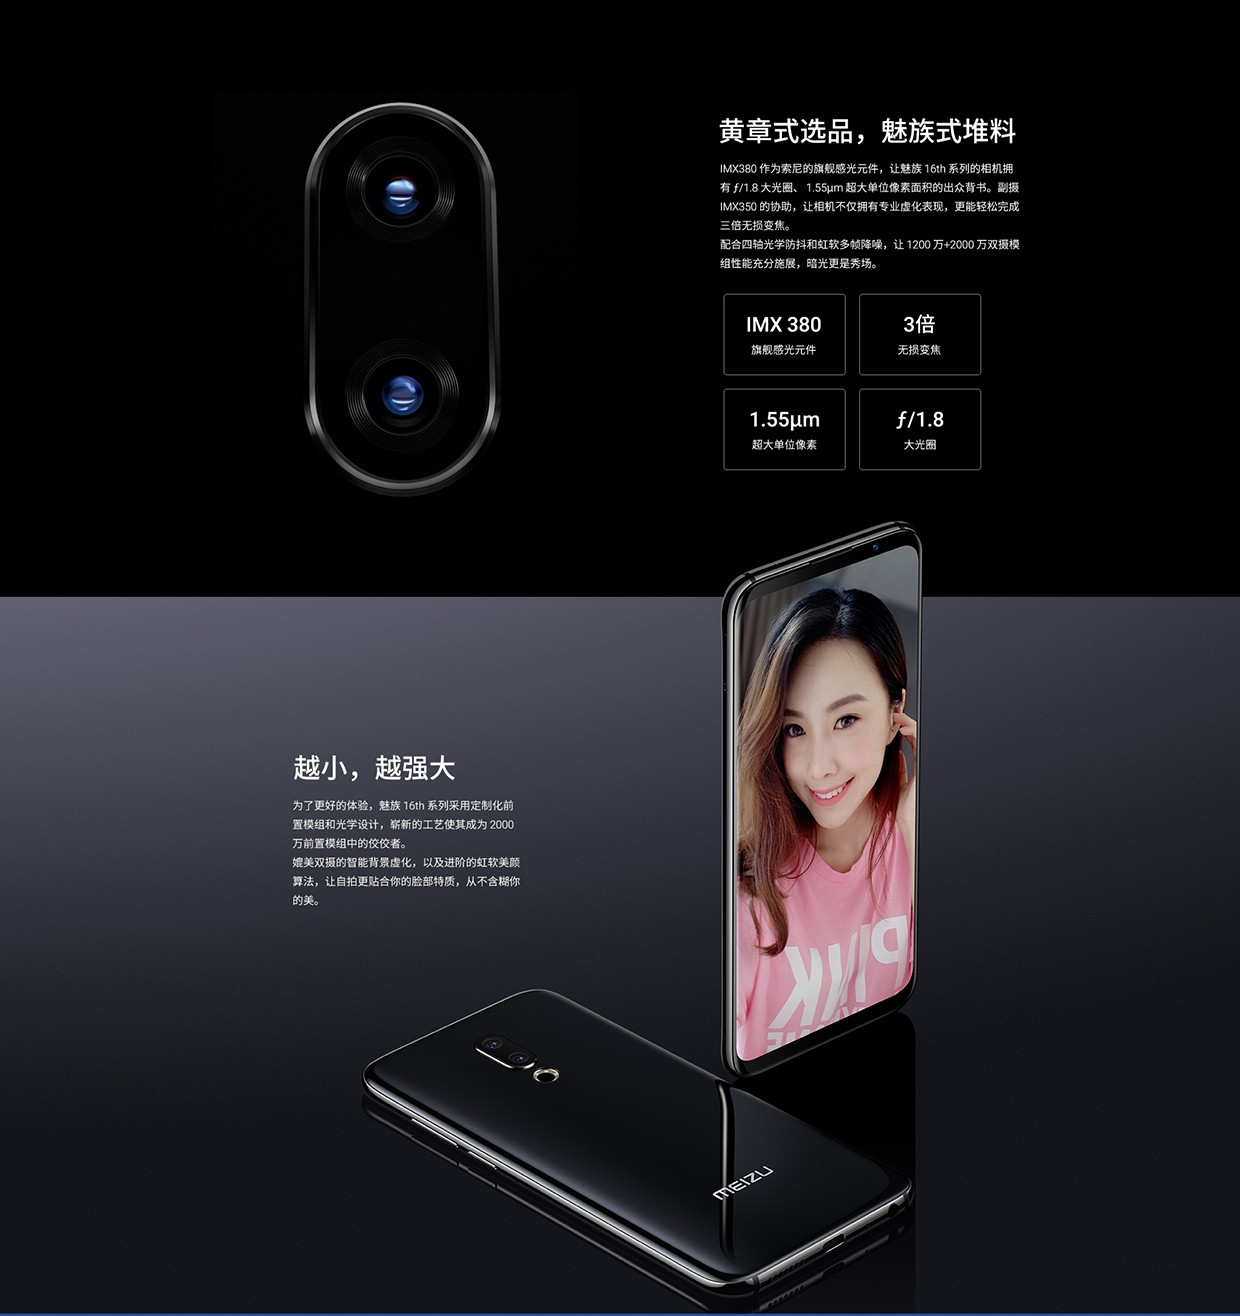 黄章式选品，魅族式堆料
IMX380 作为索尼的旗舰感光元件，让魅族 16th 系列的相机拥
有 ƒ/1.8 大光圈、 1.55μm 超大单位像素面积的出众背书。副摄
IMX350 的协助，让相机不仅拥有专业虚化表现，更能轻松完成
三倍无损变焦。
配合四轴光学防抖和虹软多帧降噪，让 1200 万+2000 万双摄模
组性能充分施展，暗光更是秀场。
IMX 380
旗舰感光元件
3倍
无损变焦
1.55μm
超大单位像素
ƒ/1.8
大光圈
越小，越强大
为了更好的体验，魅族 16th 系列采用定制化前
置模组和光学设计，崭新的工艺使其成为 2000
万前置模组中的佼佼者。
媲美双摄的智能背景虚化，以及进阶的虹软美颜
算法，让自拍更贴合你的脸部特质，从不含糊你
的美。
PINK
MEIZU